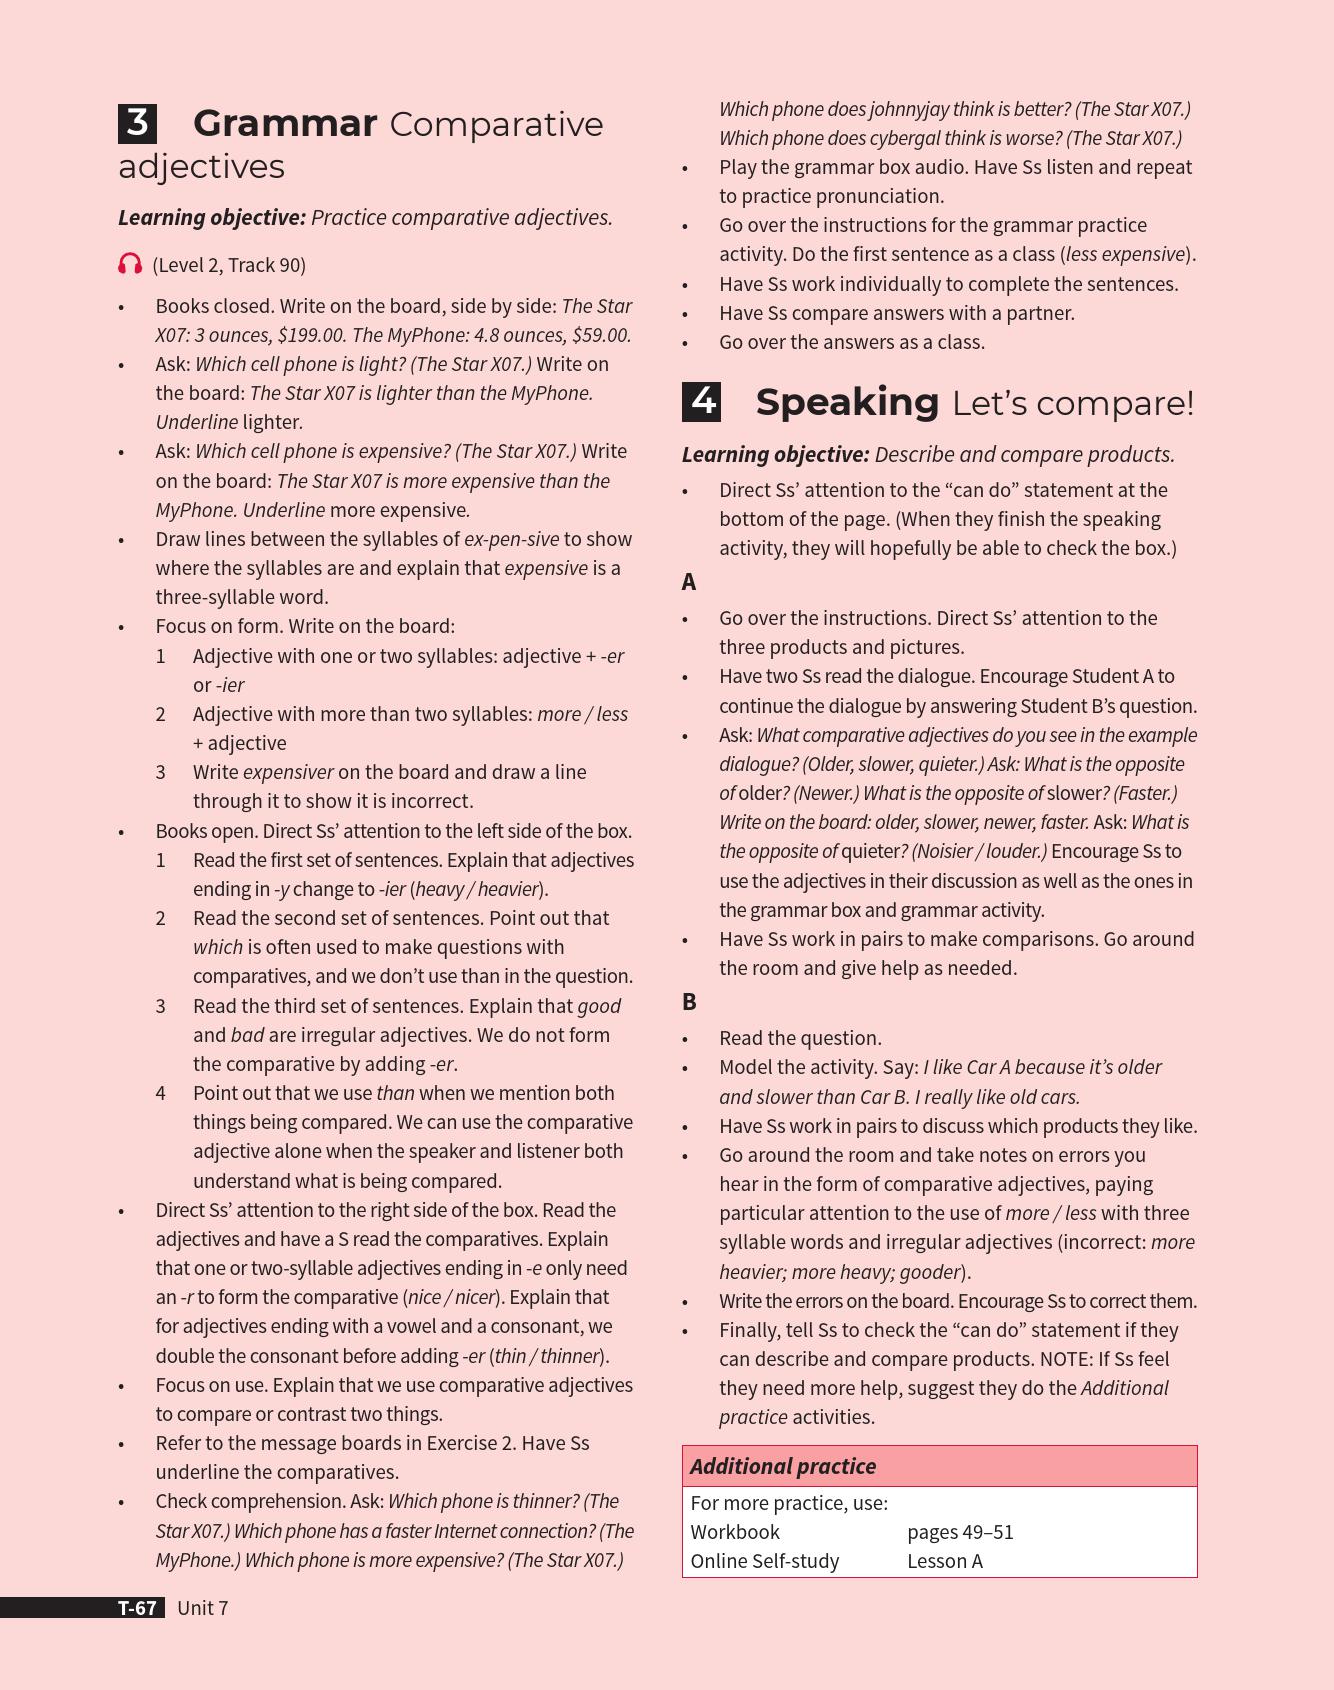 3 Grammar Comparative
adjectives
Learning objective: Practice comparative adjectives.
(Level 2, Track 90)
• Books closed. Write on the board, side by side: The Star
X07: 3 ounces, $199.00. The MyPhone: 4.8 ounces, $59.00.
• Ask: Which cell phone is light? (The Star X07.) Write on
the board: The Star X07 is lighter than the MyPhone.
Underline lighter.
• Ask: Which cell phone is expensive? (The Star X07.) Write
on the board: The Star X07 is more expensive than the
MyPhone. Underline more expensive.
• Draw lines between the syllables of ex-pen-sive to show
where the syllables are and explain that expensive is a
three-syllable word.
• Focus on form. Write on the board:
1 Adjective with one or two syllables: adjective + -er
or -ier
2 Adjective with more than two syllables: more / less
+ adjective
3 Write expensiver on the board and draw a line
through it to show it is incorrect.
• Books open. Direct Ss’ attention to the left side of the box.
1 Read the first set of sentences. Explain that adjectives
ending in -y change to -ier (heavy / heavier).
2 Read the second set of sentences. Point out that
which is often used to make questions with
comparatives, and we don’t use than in the question.
3 Read the third set of sentences. Explain that good
and bad are irregular adjectives. We do not form
the comparative by adding -er.
4 Point out that we use than when we mention both
things being compared. We can use the comparative
adjective alone when the speaker and listener both
understand what is being compared.
• Direct Ss’ attention to the right side of the box. Read the
adjectives and have a S read the comparatives. Explain
that one or two-syllable adjectives ending in -e only need
an -r to form the comparative (nice / nicer). Explain that
for adjectives ending with a vowel and a consonant, we
double the consonant before adding -er (thin / thinner).
• Focus on use. Explain that we use comparative adjectives
to compare or contrast two things.
• Refer to the message boards in Exercise 2. Have Ss
underline the comparatives.
• Check comprehension. Ask: Which phone is thinner? (The
Star X07.) Which phone has a faster Internet connection? (The
MyPhone.) Which phone is more expensive? (The Star X07.)
Which phone does johnnyjay think is better? (The Star X07.)
Which phone does cybergal think is worse? (The Star X07.)
• Play the grammar box audio. Have Ss listen and repeat
to practice pronunciation.
• Go over the instructions for the grammar practice
activity. Do the first sentence as a class (less expensive).
• Have Ss work individually to complete the sentences.
• Have Ss compare answers with a partner.
• Go over the answers as a class.
4 Speaking Let’s compare!
Learning objective: Describe and compare products.
• Direct Ss’ attention to the “can do” statement at the
bottom of the page. (When they finish the speaking
activity, they will hopefully be able to check the box.)
A
• Go over the instructions. Direct Ss’ attention to the
three products and pictures.
• Have two Ss read the dialogue. Encourage Student A to
continue the dialogue by answering Student B’s question.
• Ask: What comparative adjectives do you see in the example
dialogue? (Older, slower, quieter.) Ask: What is the opposite
of older? (Newer.) What is the opposite of slower? (Faster.)
Write on the board: older, slower, newer, faster. Ask: What is
the opposite of quieter? (Noisier / louder.) Encourage Ss to
use the adjectives in their discussion as well as the ones in
the grammar box and grammar activity.
• Have Ss work in pairs to make comparisons. Go around
the room and give help as needed.
B
• Read the question.
• Model the activity. Say: I like Car A because it’s older
and slower than Car B. I really like old cars.
• Have Ss work in pairs to discuss which products they like.
• Go around the room and take notes on errors you
hear in the form of comparative adjectives, paying
particular attention to the use of more / less with three
syllable words and irregular adjectives (incorrect: more
heavier; more heavy; gooder).
• Write the errors on the board. Encourage Ss to correct them.
• Finally, tell Ss to check the “can do” statement if they
can describe and compare products. NOTE: If Ss feel
they need more help, suggest they do the Additional
practice activities.
Additional practice
For more practice, use:
Workbook pages 49–51
Online Self-study Lesson A
T-67 Unit 7